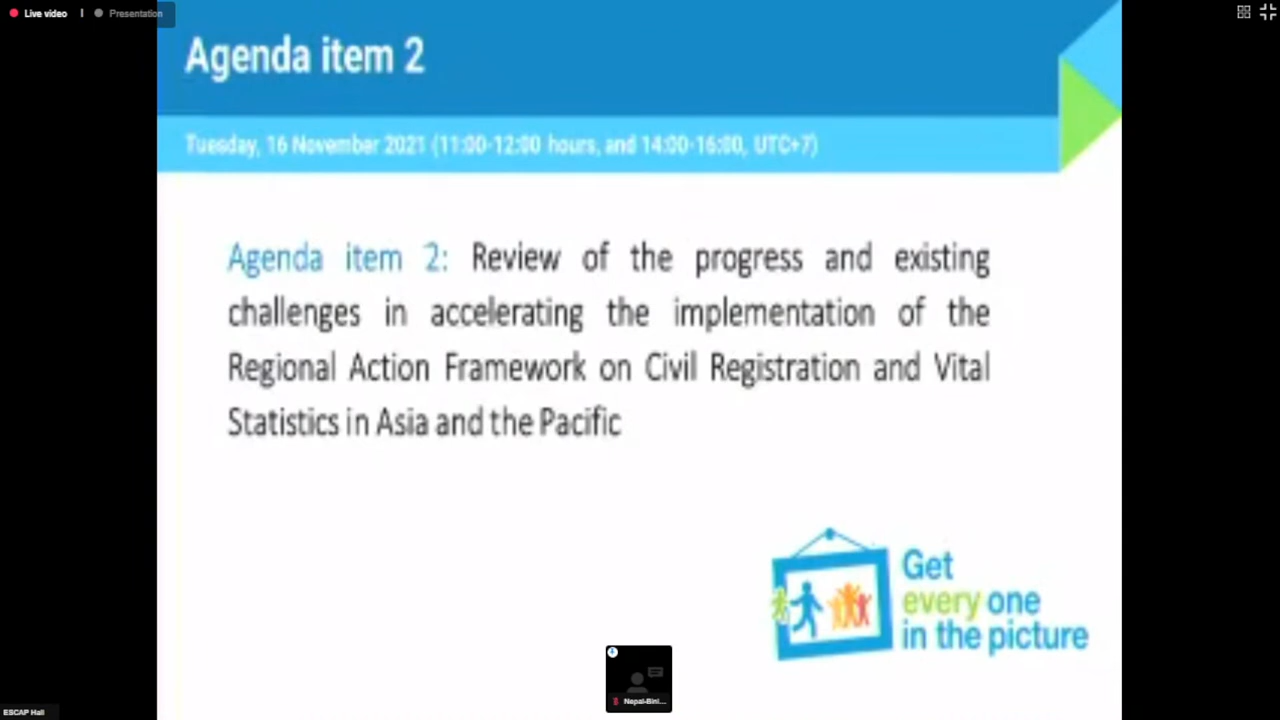 Live video
Presentation
Agenda item 2
Tuesday, 16 November 2021 (11:00-12:00 hours, and 14:00-16:00, UTC+7)
Agenda item 2: Review of the progress and existing
challenges in accelerating the implementation of the
Regional Action Framework on Civil Registration and Vital
Statistics in Asia and the Pacific
Get
every one
in the picture
Nepal-Bini...
ESCAP Hall